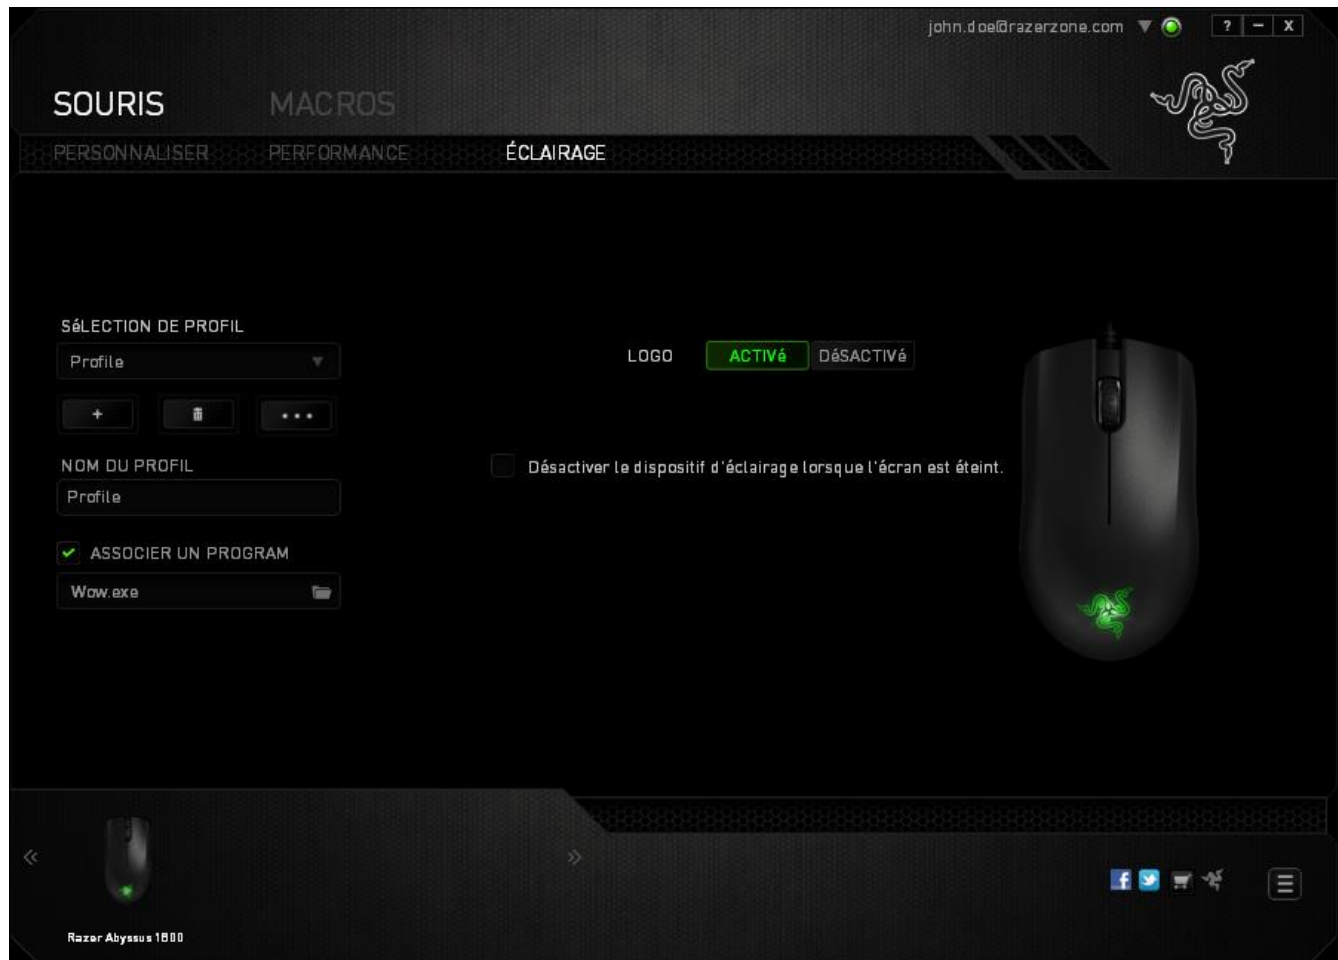 john.doe@razerzone.com
? – X
SOURIS MACROS
PERSONNALISER PERFORMANCE ÉCLAIRAGE
SéLECTION DE PROFIL
Profile
LOGO ACTIVé DéSACTIVé
+ •••
NOM DU PROFIL
Profile
Désactiver le dispositif d'éclairage lorsque l'écran est éteint.
ASSOCIER UN PROGRAM
Wow.exe
Razer Abyssus 1800